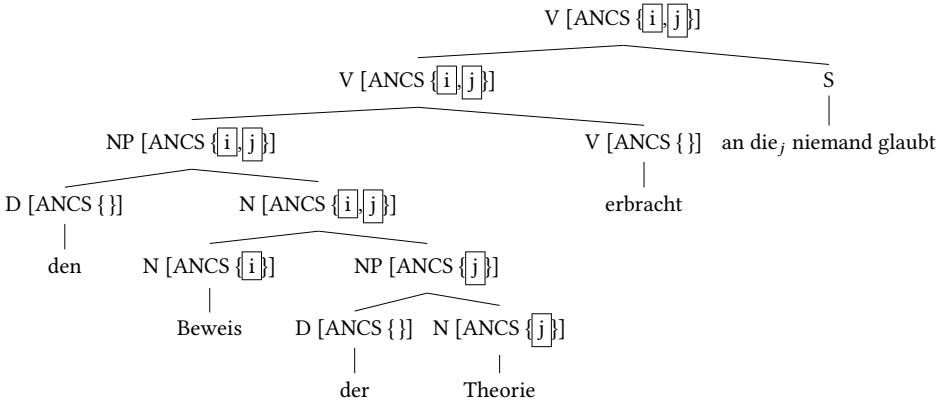 V [ANCS {i,j}]
V [ANCS {i,j}] S
NP [ANCS {i,j}] V [ANCS {}] an die_j niemand glaubt
D [ANCS {}] N [ANCS {i,j}] erbracht
den N [ANCS {i}] NP [ANCS {j}]
Beweis D [ANCS {}] N [ANCS {j}]
der Theorie